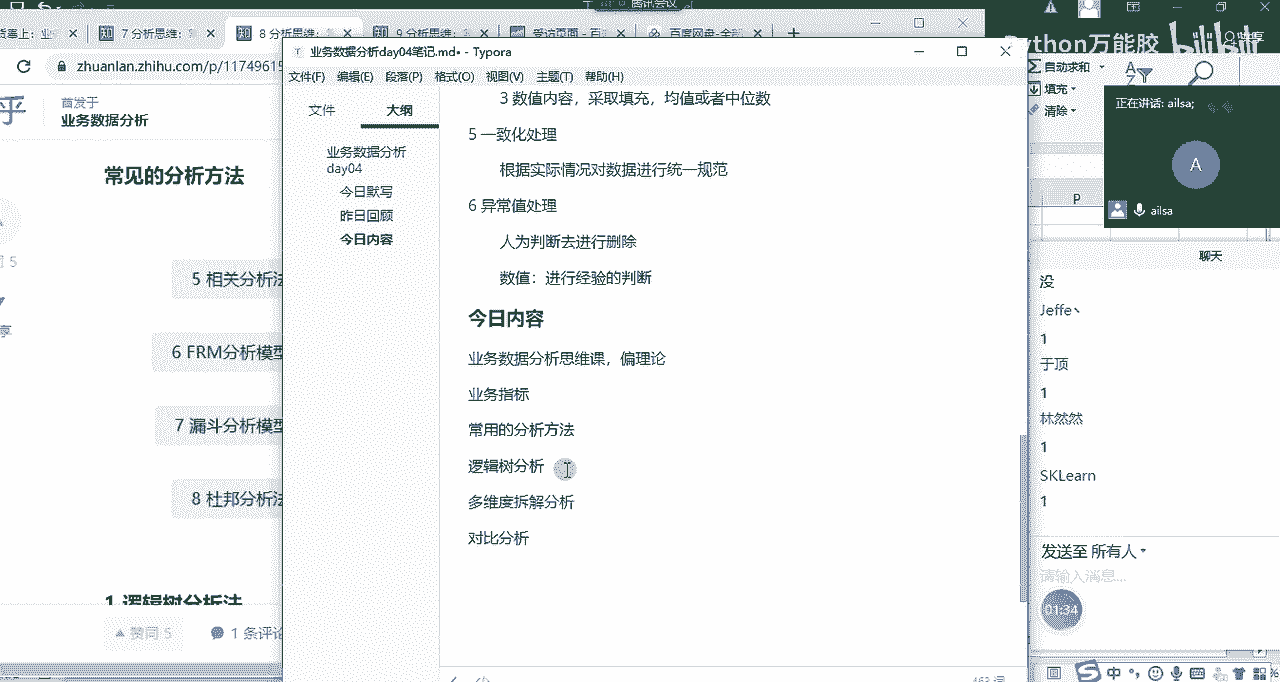 腾讯会议
7 分析思维:
8 分析思维:
9 分析思维:
受访页面 - 百
百度网盘-全部
zhuanlan.zhihu.com/p/11749615
首发于
业务数据分析
常见的分析方法
5 相关分析法
6 FRM分析模型
7 漏斗分析模型
8 杜邦分析法
1 逻辑树分析法
赞同 5
1 条评论
业务数据分析day04笔记.md• - Typora
文件(F) 编辑(E) 段落(P) 格式(O) 视图(V) 主题(T) 帮助(H)
文件
大纲
业务数据分析
day04
今日默写
昨日回顾
今日内容
3 数值内容，采取填充，均值或者中位数
5 一致化处理
根据实际情况对数据进行统一规范
6 异常值处理
人为判断去进行删除
数值：进行经验的判断
今日内容
业务数据分析思维课，偏理论
业务指标
常用的分析方法
逻辑树分析
多维度拆解分析
对比分析
Python万能胶
bilibili
自动求和
填充
清除
正在讲话: ailsa;
A
ailsa
P
聊天
没
Jeffe丶
1
于顶
1
林然然
1
SKLearn
1
发送至 所有人
请输入消息...
01:34
中